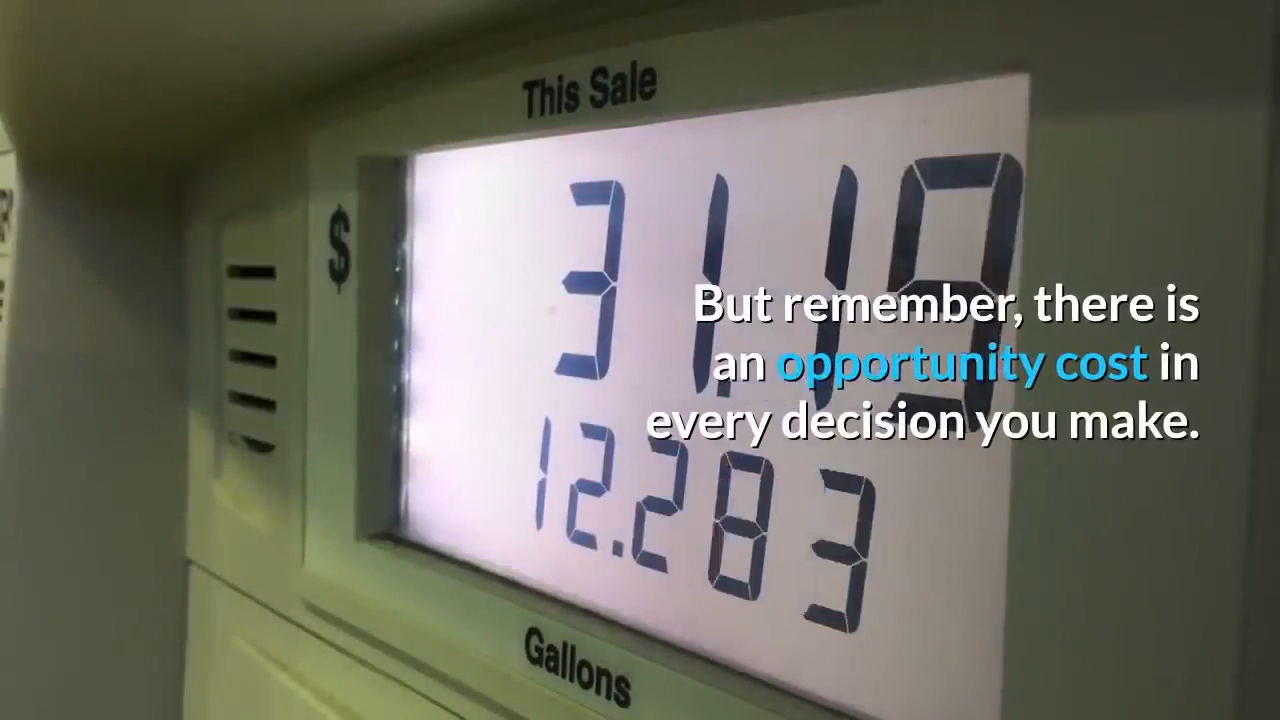 This Sale
$
31.19
But remember, there is
an opportunity cost in
every decision you make.
12.283
Gallons